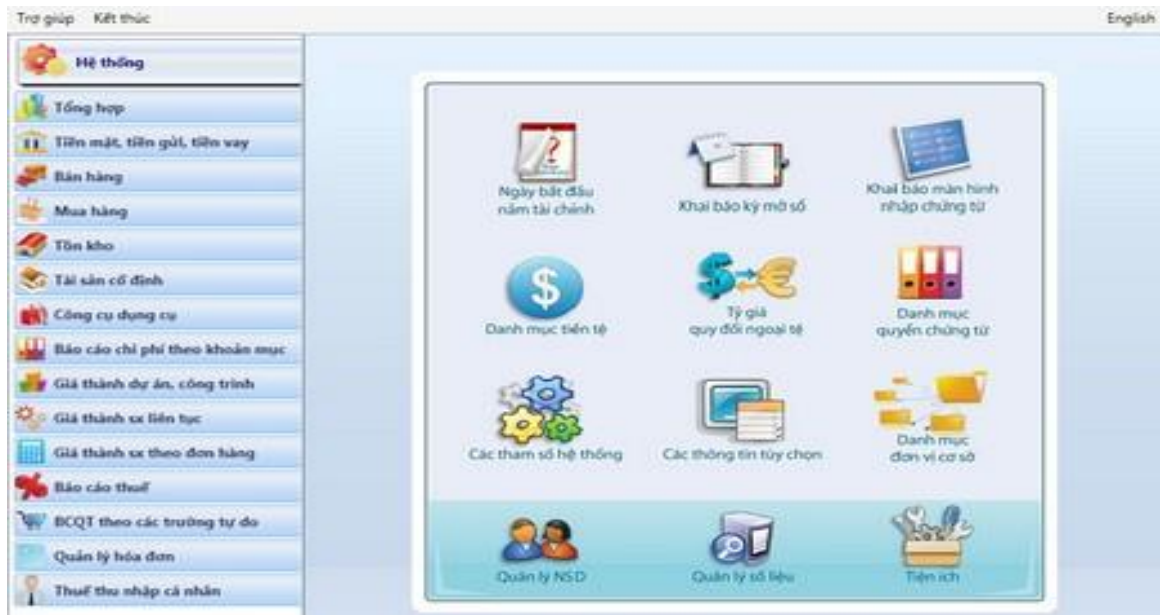 Trợ giúp Kết thúc English
Hệ thống
Tổng hợp
Tiền mặt, tiền gửi, tiền vay
Bán hàng
Mua hàng
Tồn kho
Tài sản cố định
Công cụ dụng cụ
Báo cáo chi phí theo khoản mục
Giá thành dự án, công trình
Giá thành sx liên tục
Giá thành sx theo đơn hàng
Báo cáo thuế
BCQT theo các trường tự do
Quản lý hóa đơn
Thuế thu nhập cá nhân
Ngày bắt đầu
năm tài chính
Khai báo kỳ mở sổ
Khai báo màn hình
nhập chứng từ
Danh mục tiền tệ
Tỷ giá
quy đổi ngoại tệ
Danh mục
quyển chứng từ
Các tham số hệ thống
Các thông tin tùy chọn
Danh mục
đơn vị cơ sở
Quản lý NSD
Quản lý số liệu
Tiện ích